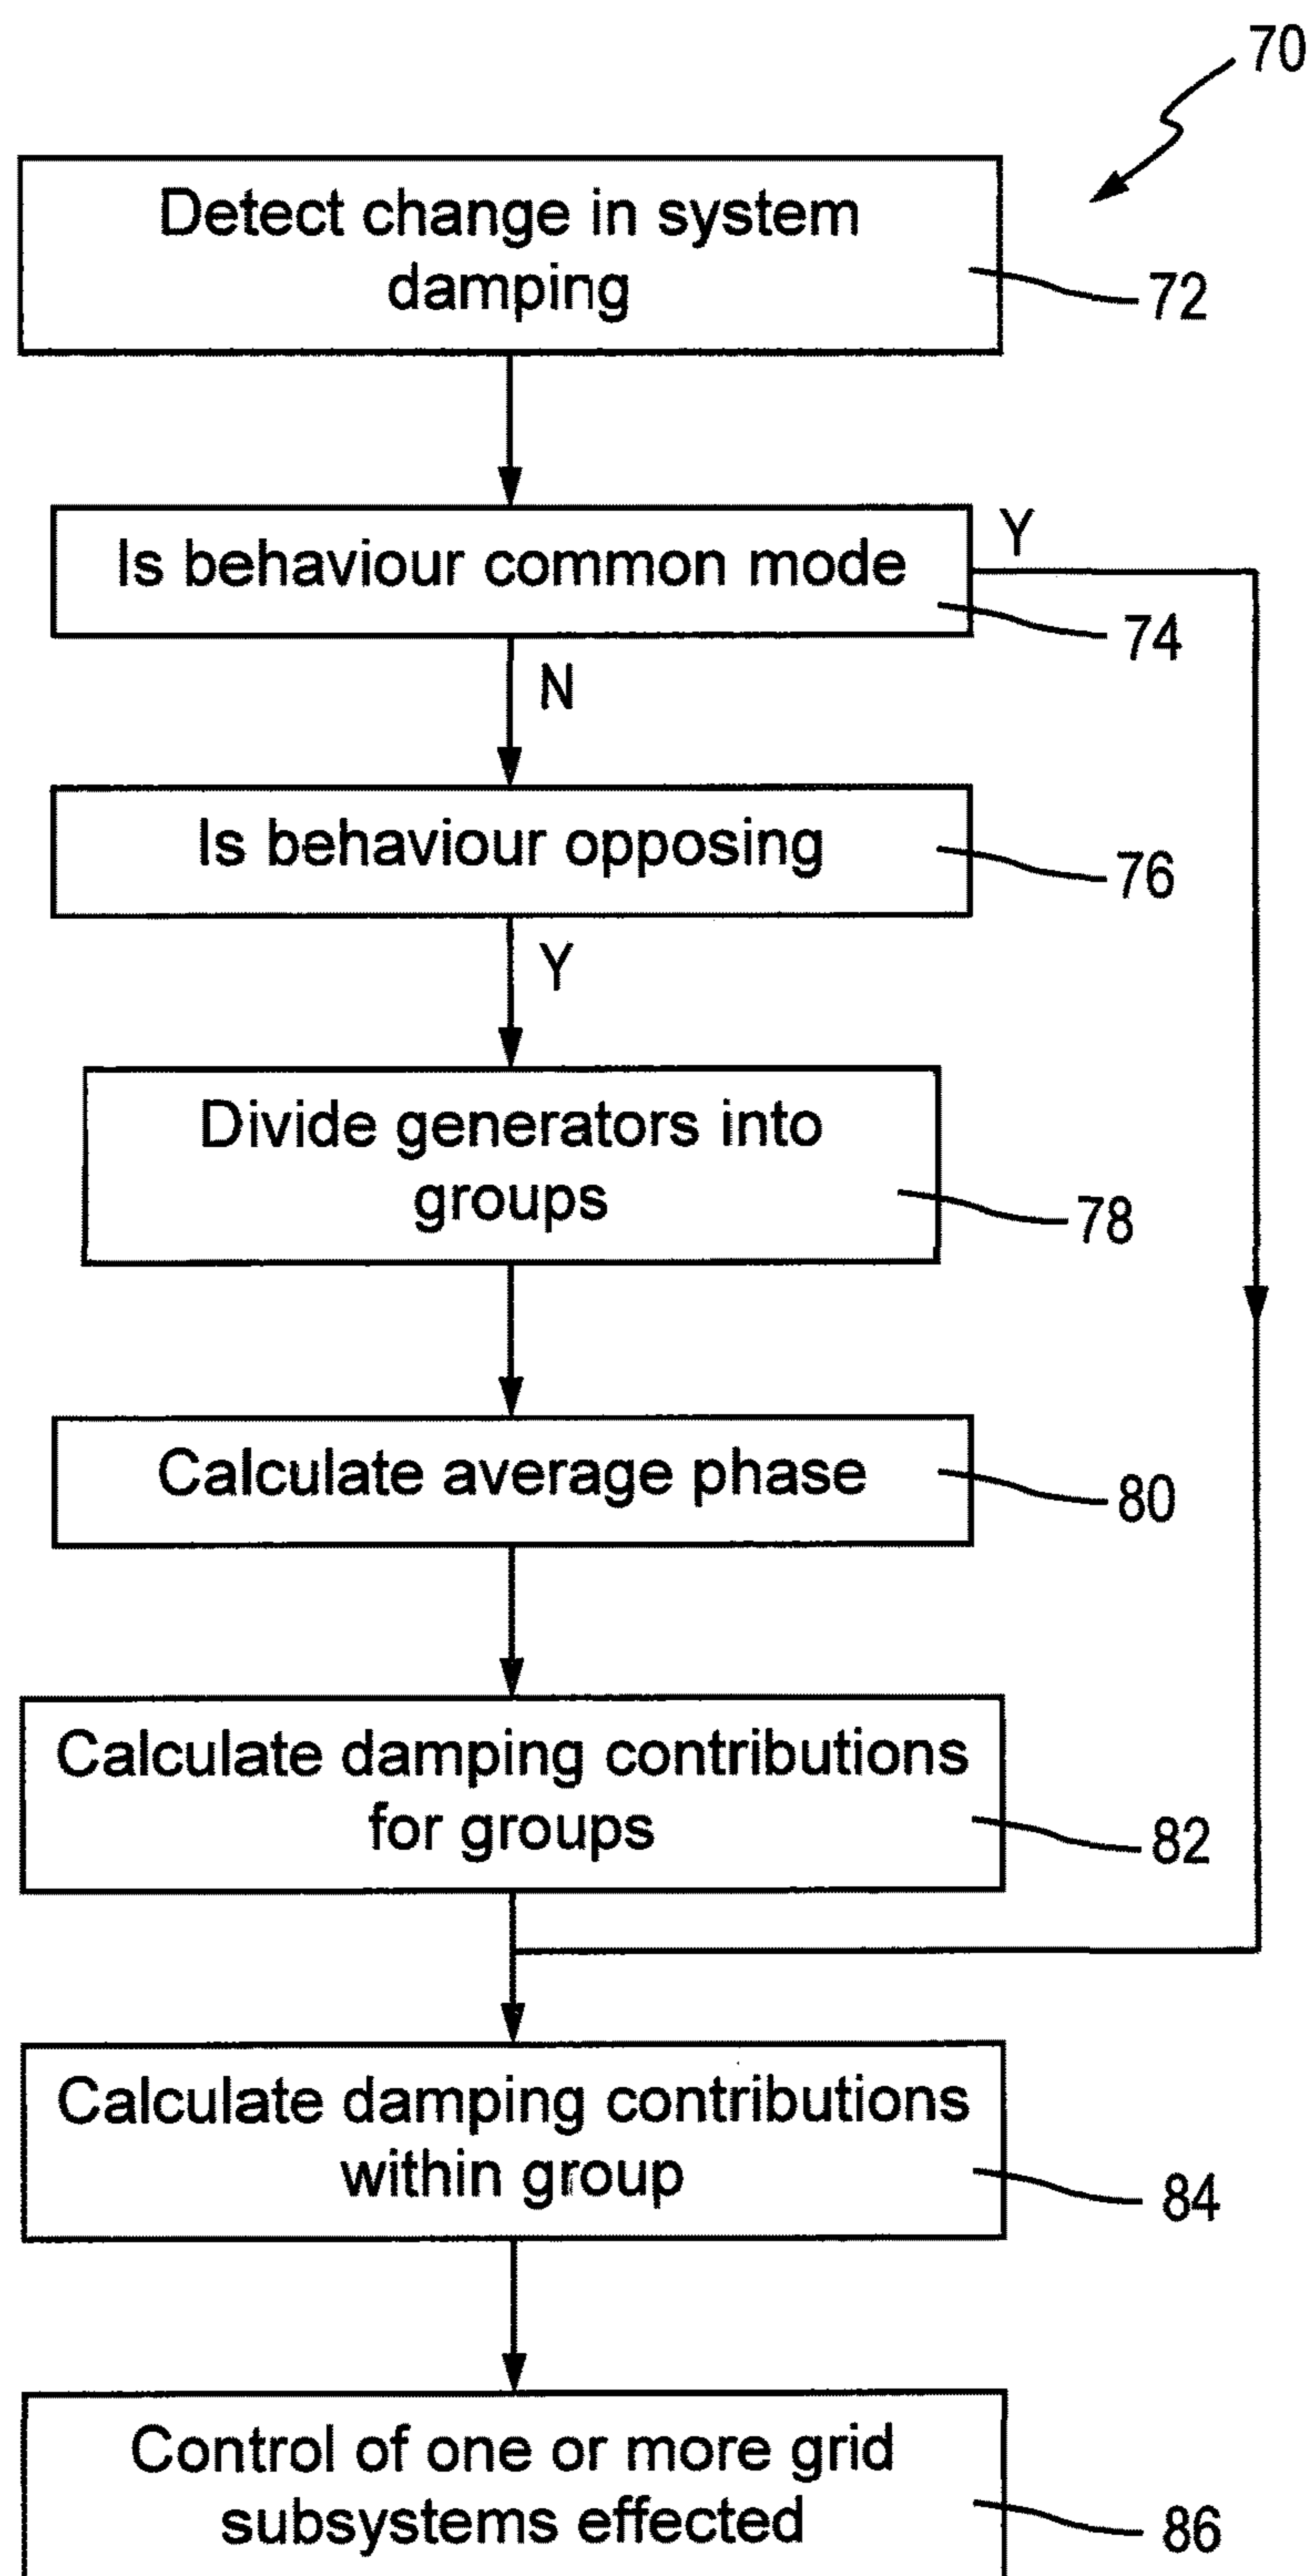 70
Detect change in system
damping
72
Is behaviour common mode
Y
74
N
Is behaviour opposing
76
Y
Divide generators into
groups
78
Calculate average phase
80
Calculate damping contributions
for groups
82
Calculate damping contributions
within group
84
Control of one or more grid
subsystems effected
86